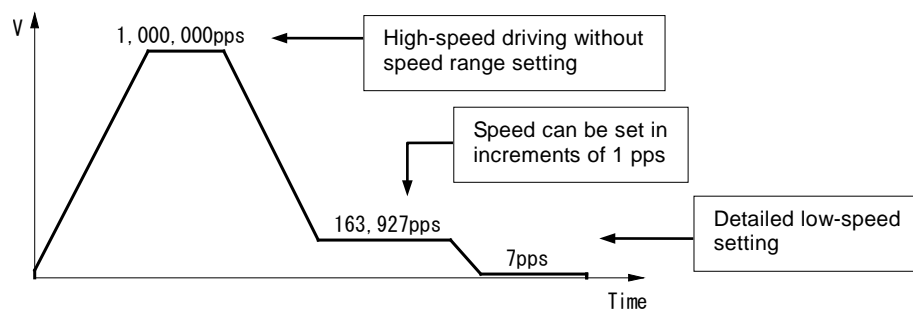 V
1,000,000pps
High-speed driving without
speed range setting
Speed can be set in
increments of 1 pps
163,927pps
Detailed low-speed
setting
7pps
Time